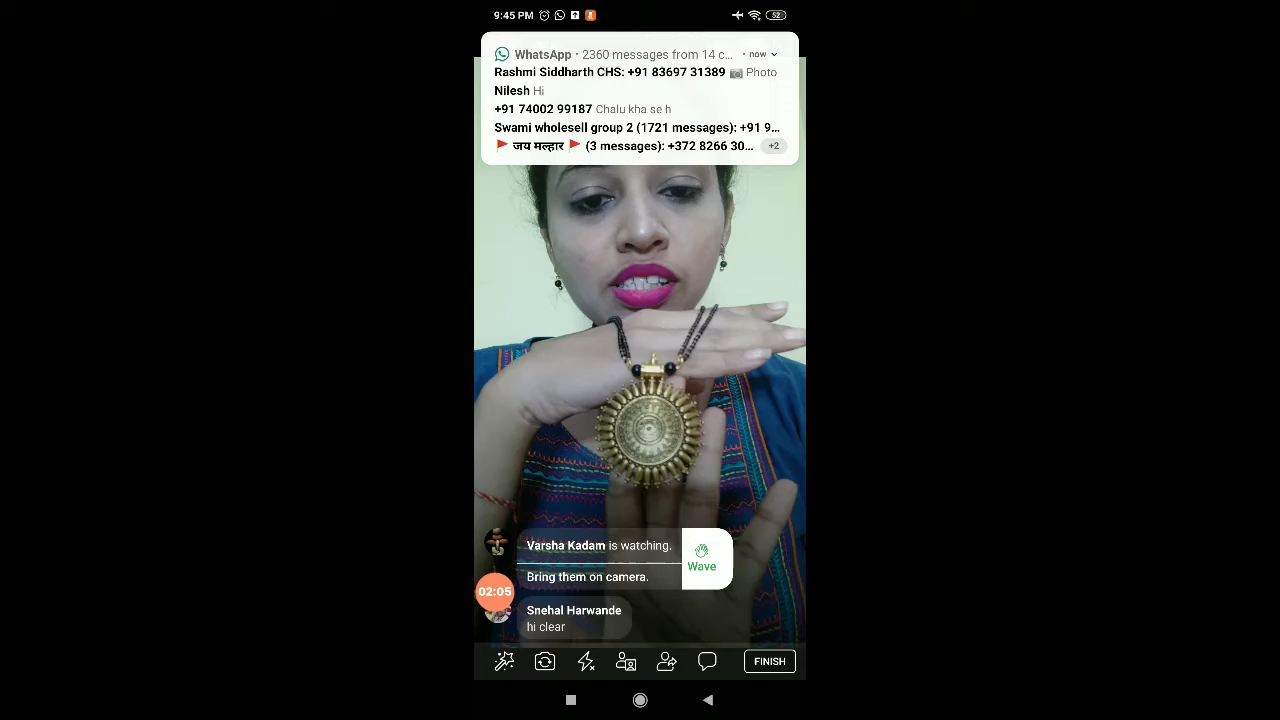 9:45 PM
52
WhatsApp • 2360 messages from 14 c... • now
Rashmi Siddharth CHS: +91 83697 31389 📷 Photo
Nilesh Hi
+91 74002 99187 Chalu kha se h
Swami wholesell group 2 (1721 messages): +91 9...
🚩 जय मल्हार 🚩 (3 messages): +372 8266 30... +2
Varsha Kadam is watching.
Wave
Bring them on camera.
02:05
Snehal Harwande
hi clear
FINISH